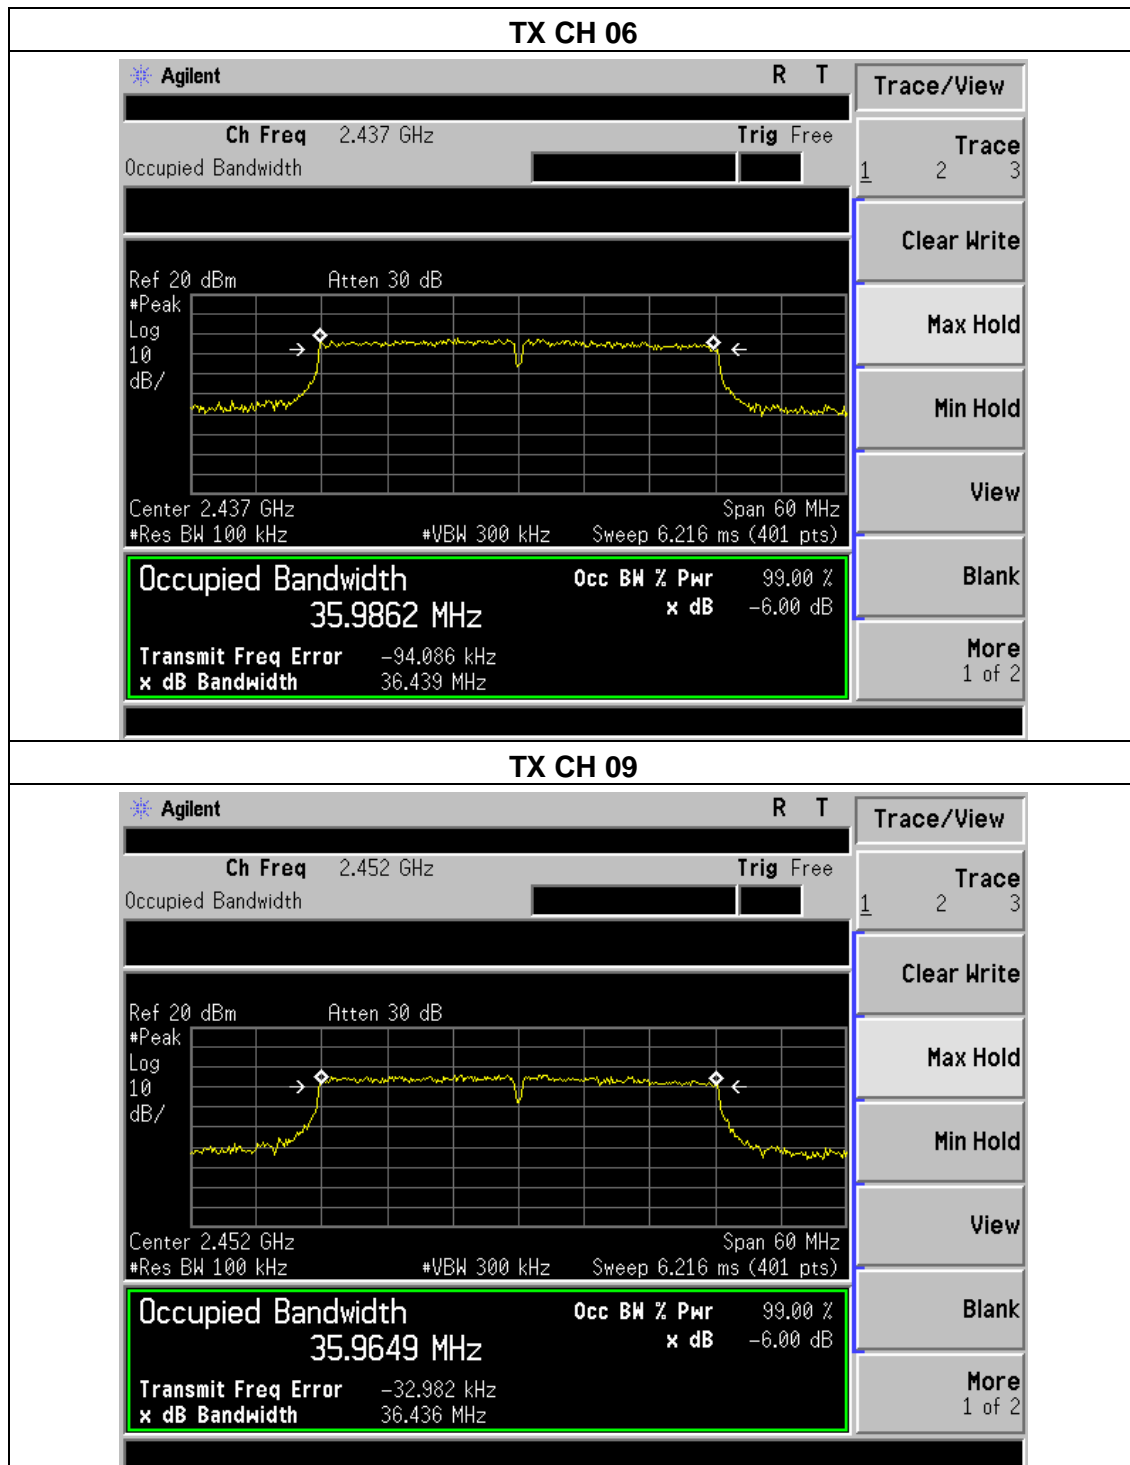 TX CH 06
Agilent R T Trace/View
Ch Freq 2.437 GHz Trig Free
Occupied Bandwidth
Trace
1 2 3
Clear Write
Max Hold
Min Hold
View
Blank
More
1 of 2
Ref 20 dBm Atten 30 dB
#Peak
Log
10
dB/
Center 2.437 GHz Span 60 MHz
#Res BW 100 kHz #VBW 300 kHz Sweep 6.216 ms (401 pts)
Occupied Bandwidth Occ BW % Pwr 99.00 %
35.9862 MHz x dB -6.00 dB
Transmit Freq Error -94.086 kHz
x dB Bandwidth 36.439 MHz
TX CH 09
Agilent R T Trace/View
Ch Freq 2.452 GHz Trig Free
Occupied Bandwidth
Trace
1 2 3
Clear Write
Max Hold
Min Hold
View
Blank
More
1 of 2
Ref 20 dBm Atten 30 dB
#Peak
Log
10
dB/
Center 2.452 GHz Span 60 MHz
#Res BW 100 kHz #VBW 300 kHz Sweep 6.216 ms (401 pts)
Occupied Bandwidth Occ BW % Pwr 99.00 %
35.9649 MHz x dB -6.00 dB
Transmit Freq Error -32.982 kHz
x dB Bandwidth 36.436 MHz